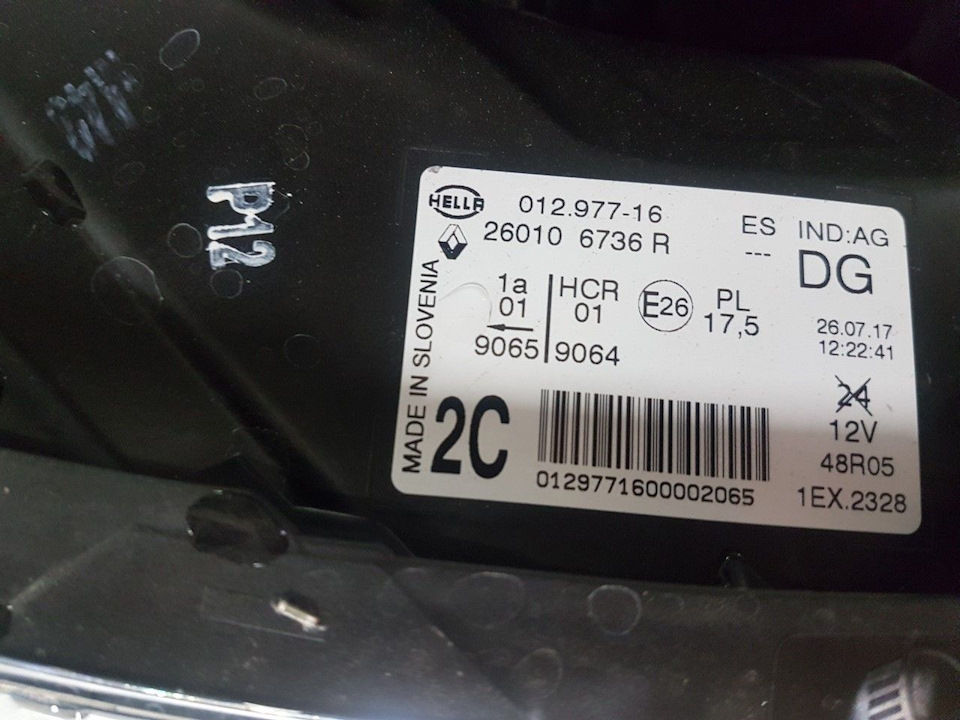 P12
HELLA
012.977-16
26010 6736 R
ES IND:AG
--- DG
1a
01
9065
HCR
01
9064
E26
PL
17,5
26.07.17
12:22:41
MADE IN SLOVENIA
2C
24
12V
48R05
1EX.2328
0129771600002065